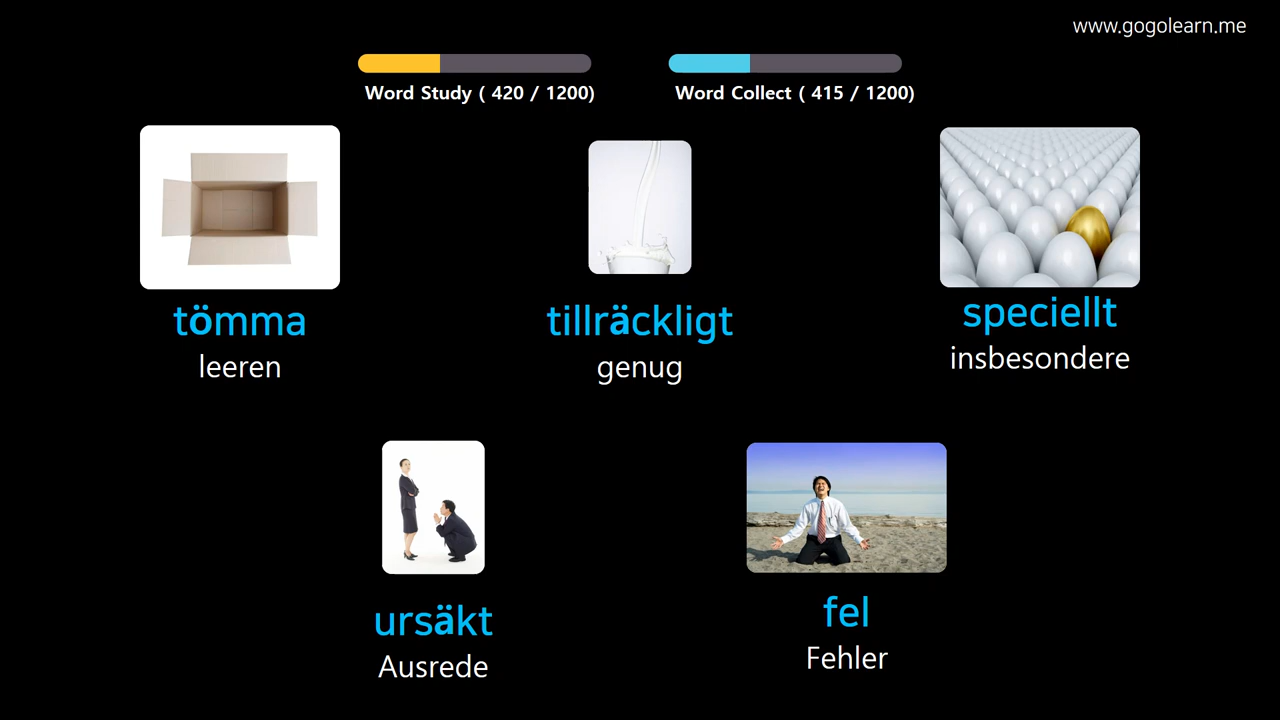 www.gogolearn.me
Word Study ( 420 / 1200)
Word Collect ( 415 / 1200)
tömma
leeren
tillräckligt
genug
speciellt
insbesondere
ursäkt
Ausrede
fel
Fehler